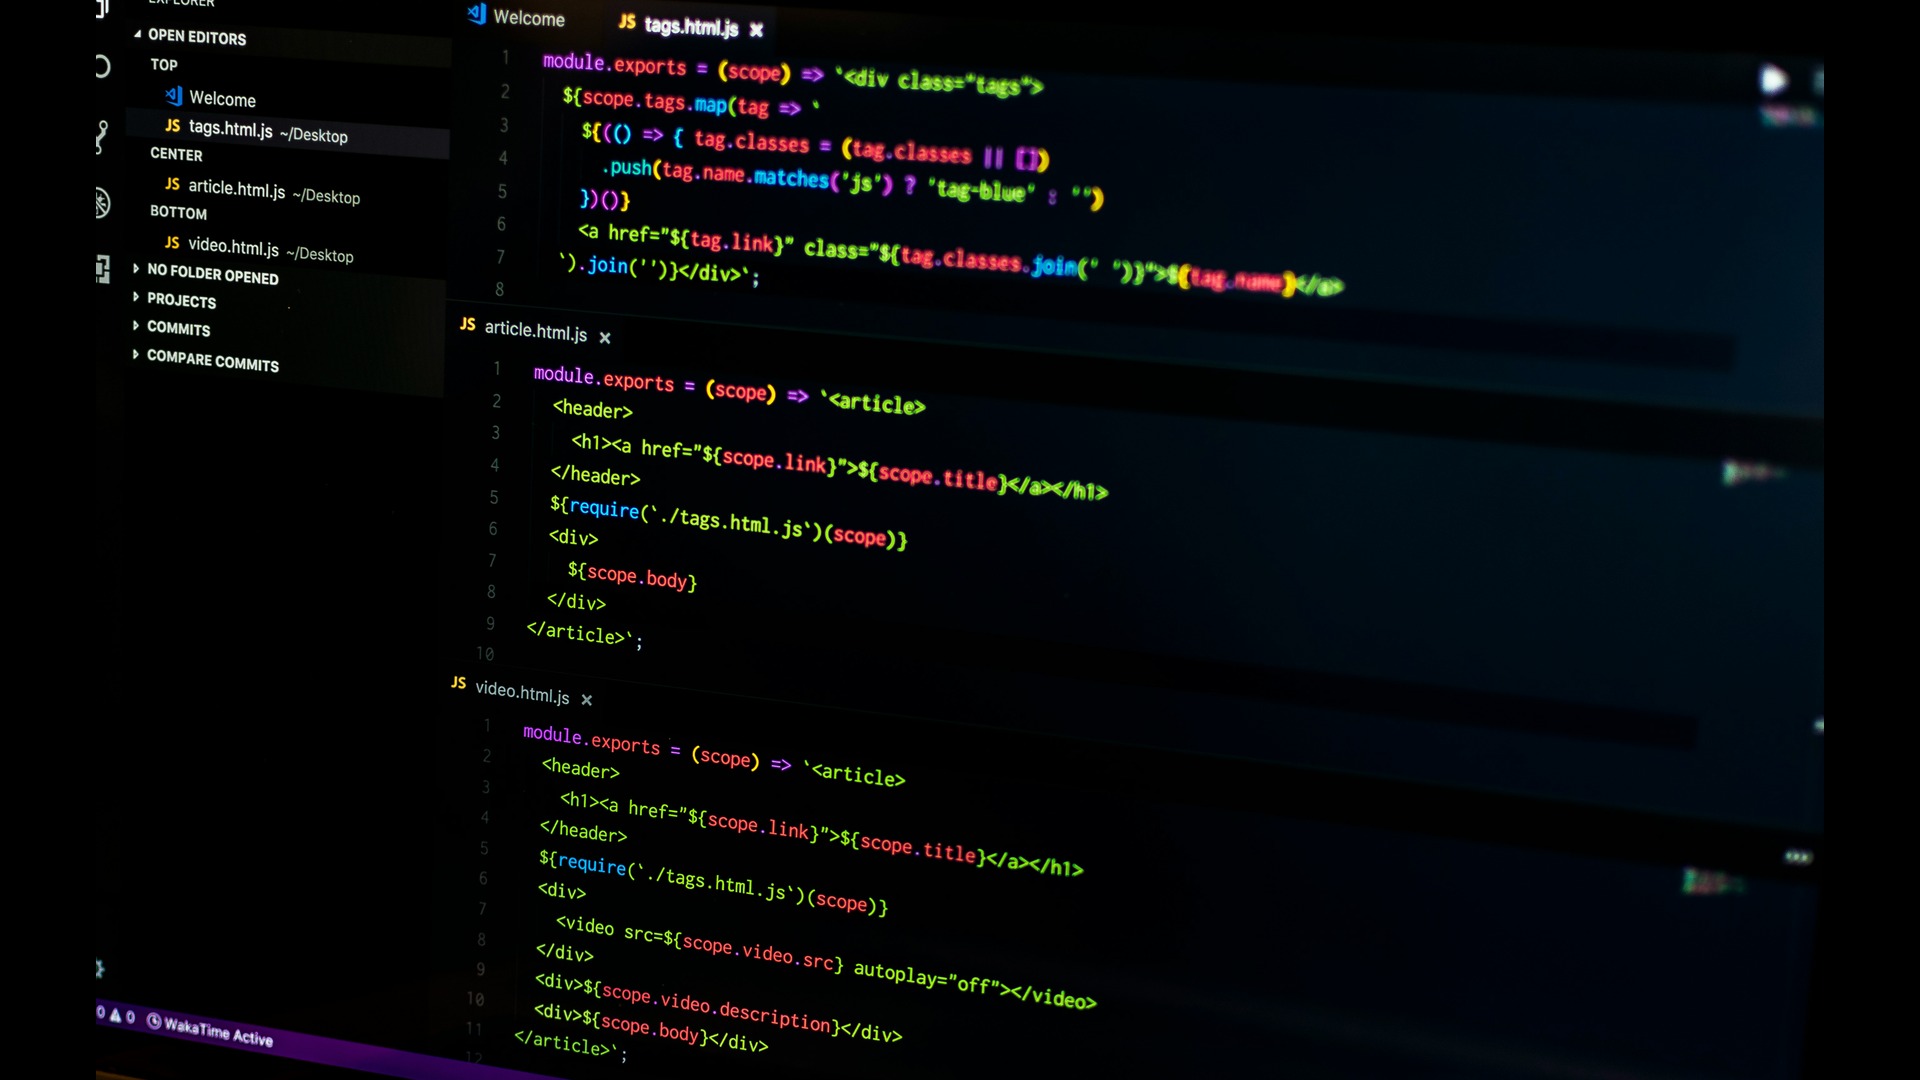 EXPLORER
OPEN EDITORS
TOP
Welcome
JS tags.html.js ~/Desktop
CENTER
JS article.html.js ~/Desktop
BOTTOM
JS video.html.js ~/Desktop
NO FOLDER OPENED
PROJECTS
COMMITS
COMPARE COMMITS
0 0 WakaTime Active
Welcome JS tags.html.js ×
1 module.exports = (scope) => `<div class="tags">
2 ${scope.tags.map(tag => `
3 ${(() => { tag.classes = (tag.classes || [])
4 .push(tag.name.matches('js') ? 'tag-blue' : '')
5 })()}
6 <a href="${tag.link}" class="${tag.classes.join(" ")}">${tag.name}</a>
7 `).join('')}</div>`;
8
JS article.html.js ×
1 module.exports = (scope) => `<article>
2 <header>
3 <h1><a href="${scope.link}">${scope.title}</a></h1>
4 </header>
5 ${require(`./tags.html.js`)(scope)}
6 <div>
7 ${scope.body}
8 </div>
9 </article>`;
10
JS video.html.js ×
1 module.exports = (scope) => `<article>
2 <header>
3 <h1><a href="${scope.link}">${scope.title}</a></h1>
4 </header>
5 ${require(`./tags.html.js`)(scope)}
6 <div>
7 <video src=${scope.video.src} autoplay="off"></video>
8 </div>
9 <div>${scope.video.description}</div>
10 <div>${scope.body}</div>
11 </article>`;
12